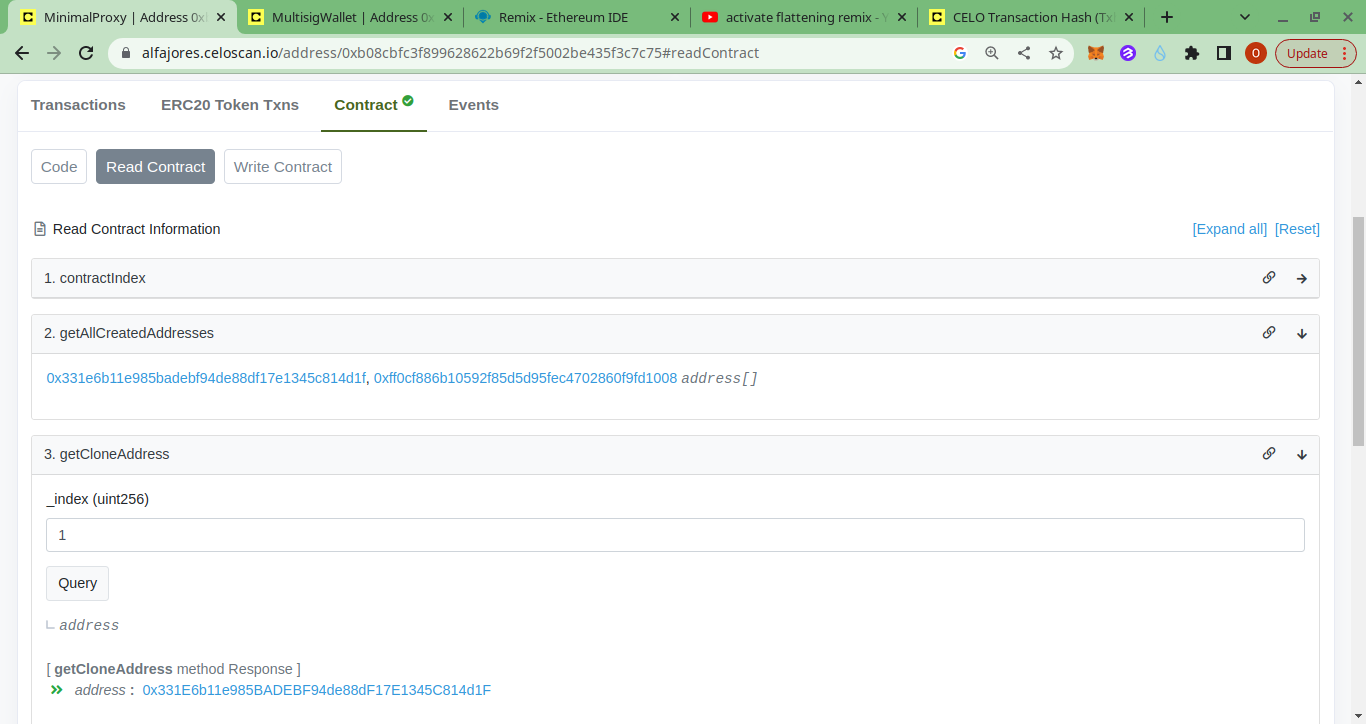 MinimalProxy | Address 0x
MultisigWallet | Address 0x
Remix - Ethereum IDE
activate flattening remix - Y
CELO Transaction Hash (Tx
alfajores.celoscan.io/address/0xb08cbfc3f899628622b69f2f5002be435f3c7c75#readContract
O
Update
Transactions
ERC20 Token Txns
Contract
Events
Code
Read Contract
Write Contract
Read Contract Information
[Expand all] [Reset]
1. contractIndex
2. getAllCreatedAddresses
0x331e6b11e985badebf94de88df17e1345c814d1f, 0xff0cf886b10592f85d5d95fec4702860f9fd1008 address[]
3. getCloneAddress
_index (uint256)
1
Query
address
[ getCloneAddress method Response ]
address : 0x331E6b11e985BADEBF94de88dF17E1345C814d1F